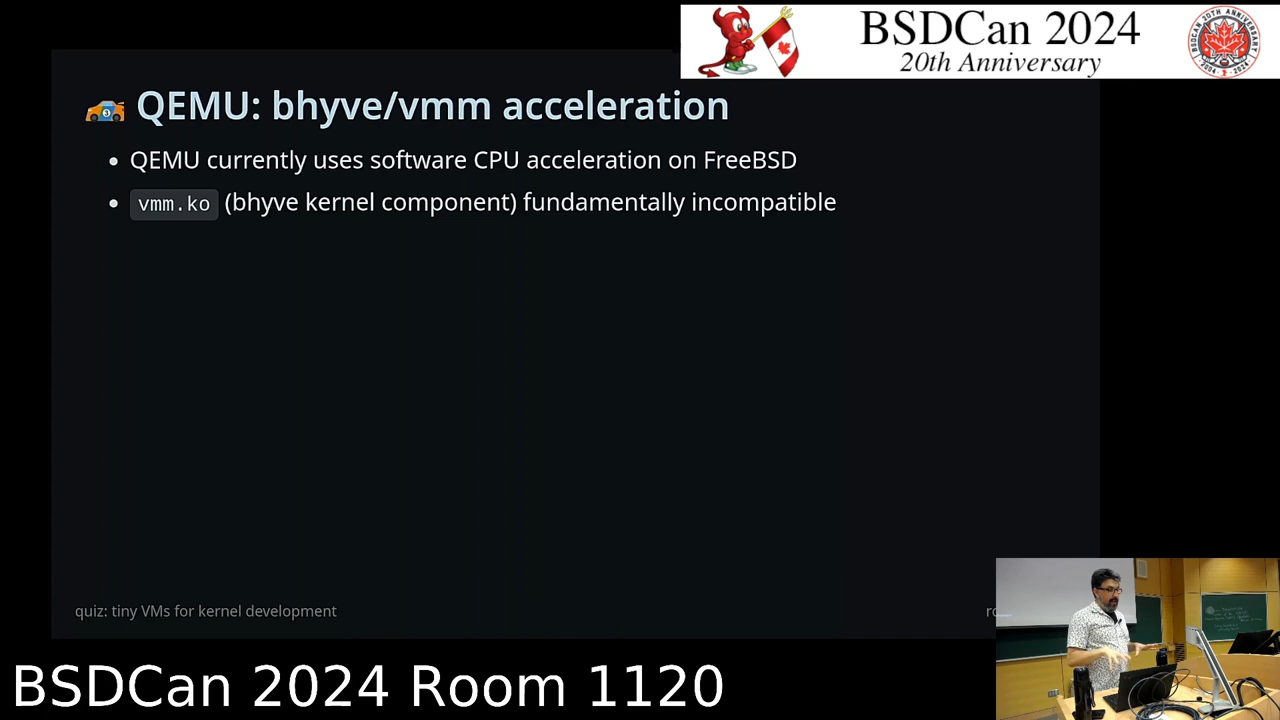 BSDCan 2024
20th Anniversary
QEMU: bhyve/vmm acceleration
QEMU currently uses software CPU acceleration on FreeBSD
vmm.ko (bhyve kernel component) fundamentally incompatible
quiz: tiny VMs for kernel development
BSDCan 2024 Room 1120